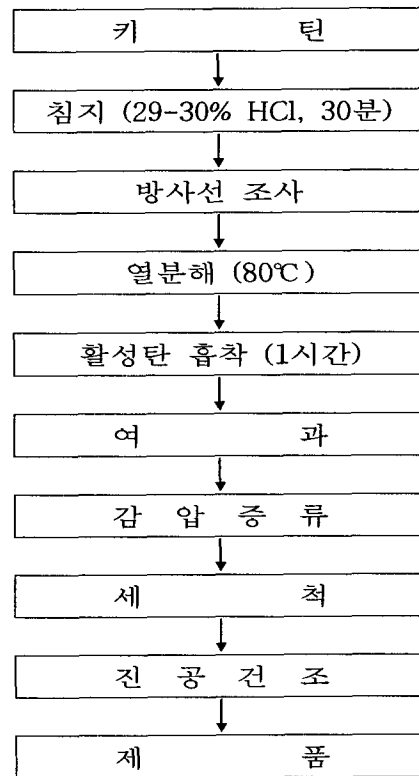 키 틴
침지 (29-30% HCl, 30분)
방사선 조사
열분해 (80℃)
활성탄 흡착 (1시간)
여 과
감 압 증 류
세 척
진 공 건 조
제 품